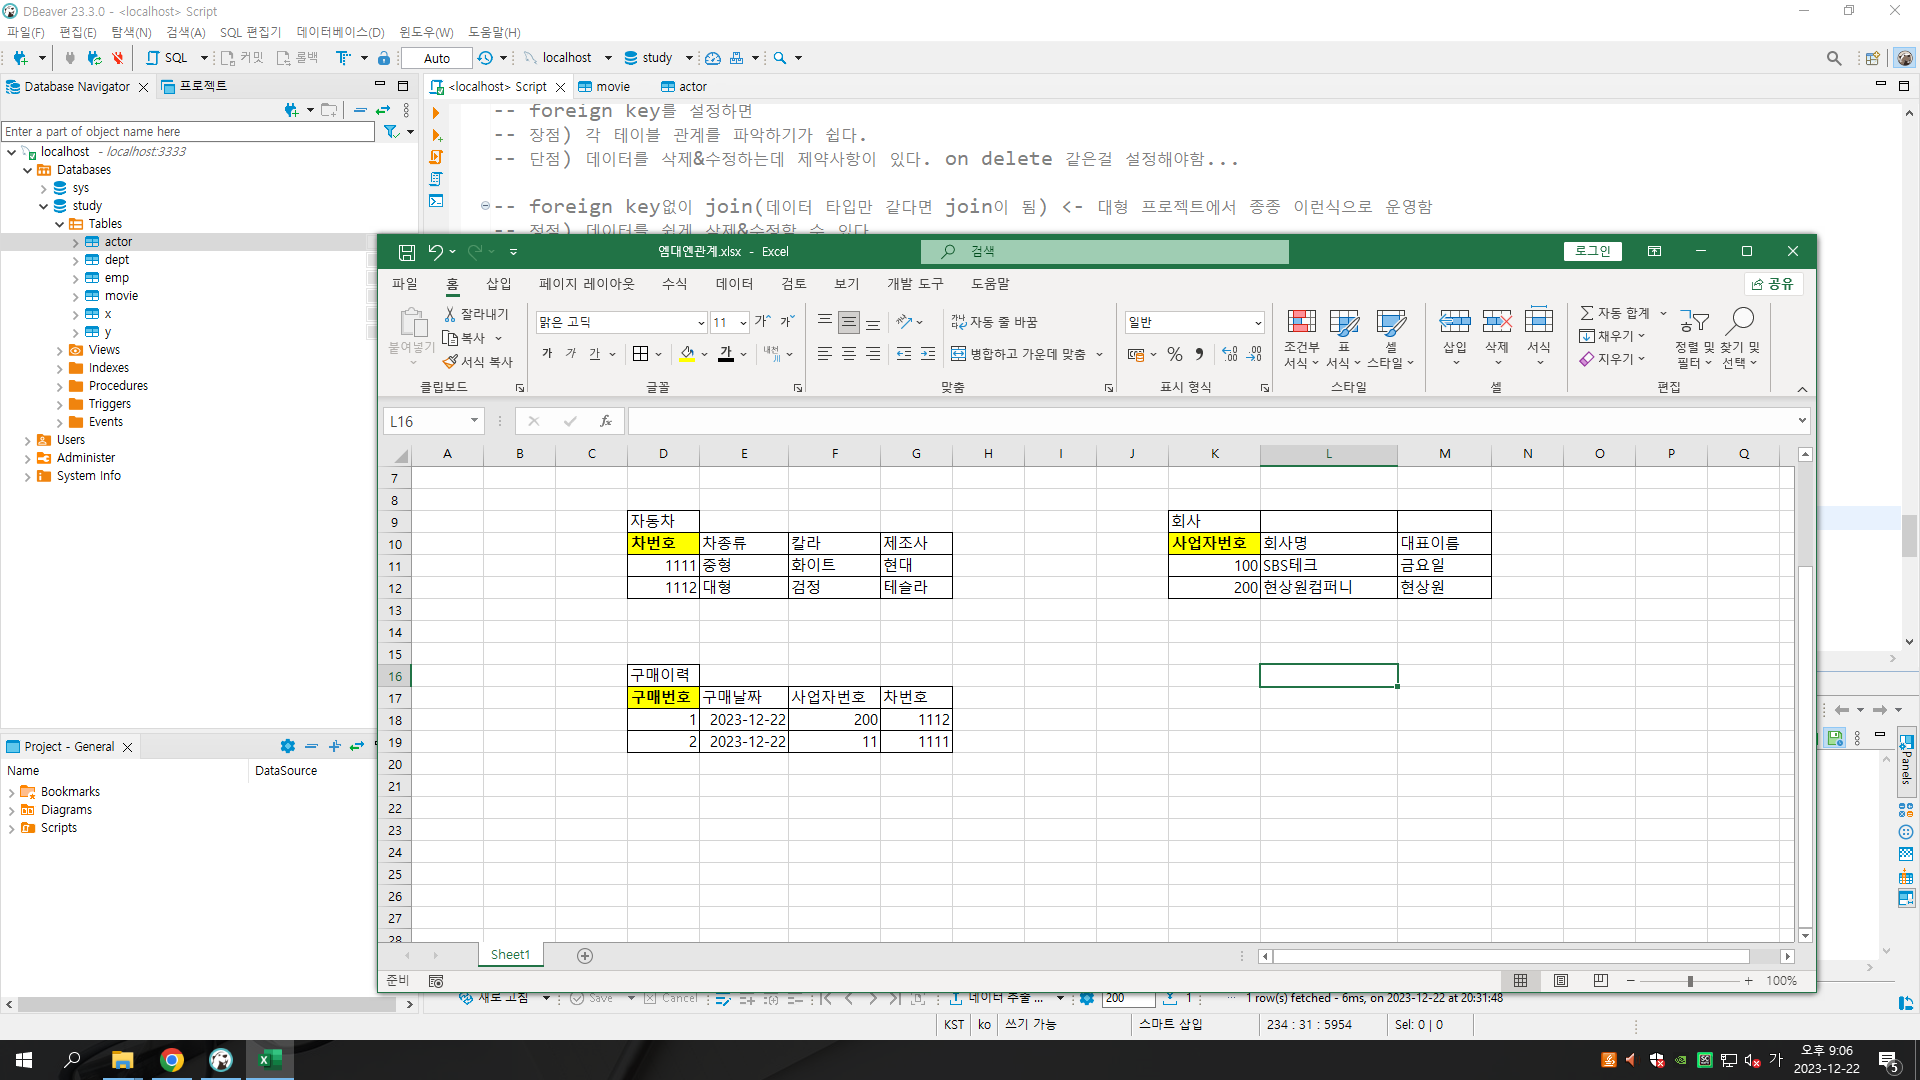 DBeaver 23.3.0 - <localhost> Script
파일(F) 편집(E) 탐색(N) 검색(A) SQL 편집기 데이터베이스(D) 윈도우(W) 도움말(H)
SQL 커밋 롤백 Auto localhost study
Database Navigator 프로젝트
<localhost> Script movie actor
Enter a part of object name here
localhost - localhost:3333
Databases
sys
study
Tables
actor
dept
emp
movie
x
y
Views
Indexes
Procedures
Triggers
Events
Users
Administer
System Info
-- foreign key를 설정하면
-- 장점) 각 테이블 관계를 파악하기가 쉽다.
-- 단점) 데이터를 삭제&수정하는데 제약사항이 있다. on delete 같은걸 설정해야함...
-- foreign key없이 join(데이터 타입만 같다면 join이 됨) <- 대형 프로젝트에서 종종 이런식으로 운영함
Project - General
Name DataSource
Bookmarks
Diagrams
Scripts
엠대엔관계.xlsx - Excel
검색
로그인
파일 홈 삽입 페이지 레이아웃 수식 데이터 검토 보기 개발 도구 도움말
공유
붙여넣기
잘라내기
복사
서식 복사
클립보드
맑은 고딕 11
가 가 가 가
글꼴
자동 줄 바꿈
병합하고 가운데 맞춤
맞춤
일반
표시 형식
조건부 서식
표 서식
셀 스타일
스타일
삽입 삭제 서식
셀
자동 합계
채우기
지우기
정렬 및 필터
찾기 및 선택
편집
L16
fx
A B C D E F G H I J K L M N O P Q
7
8
9 자동차 회사
10 차번호 차종류 칼라 제조사 사업자번호 회사명 대표이름
11 1111 중형 화이트 현대 100 SBS테크 금요일
12 1112 대형 검정 테슬라 200 현상원컴퍼니 현상원
13
14
15
16 구매이력
17 구매번호 구매날짜 사업자번호 차번호
18 1 2023-12-22 200 1112
19 2 2023-12-22 11 1111
20
21
22
23
24
25
26
27
28
Sheet1
준비
100%
Panels
새로 고침 Save Cancel 데이터 추출 ... 200 1 1 row(s) fetched - 6ms, on 2023-12-22 at 20:31:48
KST ko 쓰기 가능 스마트 삽입 234 : 31 : 5954 Sel: 0 | 0
가
오후 9:06
2023-12-22
5